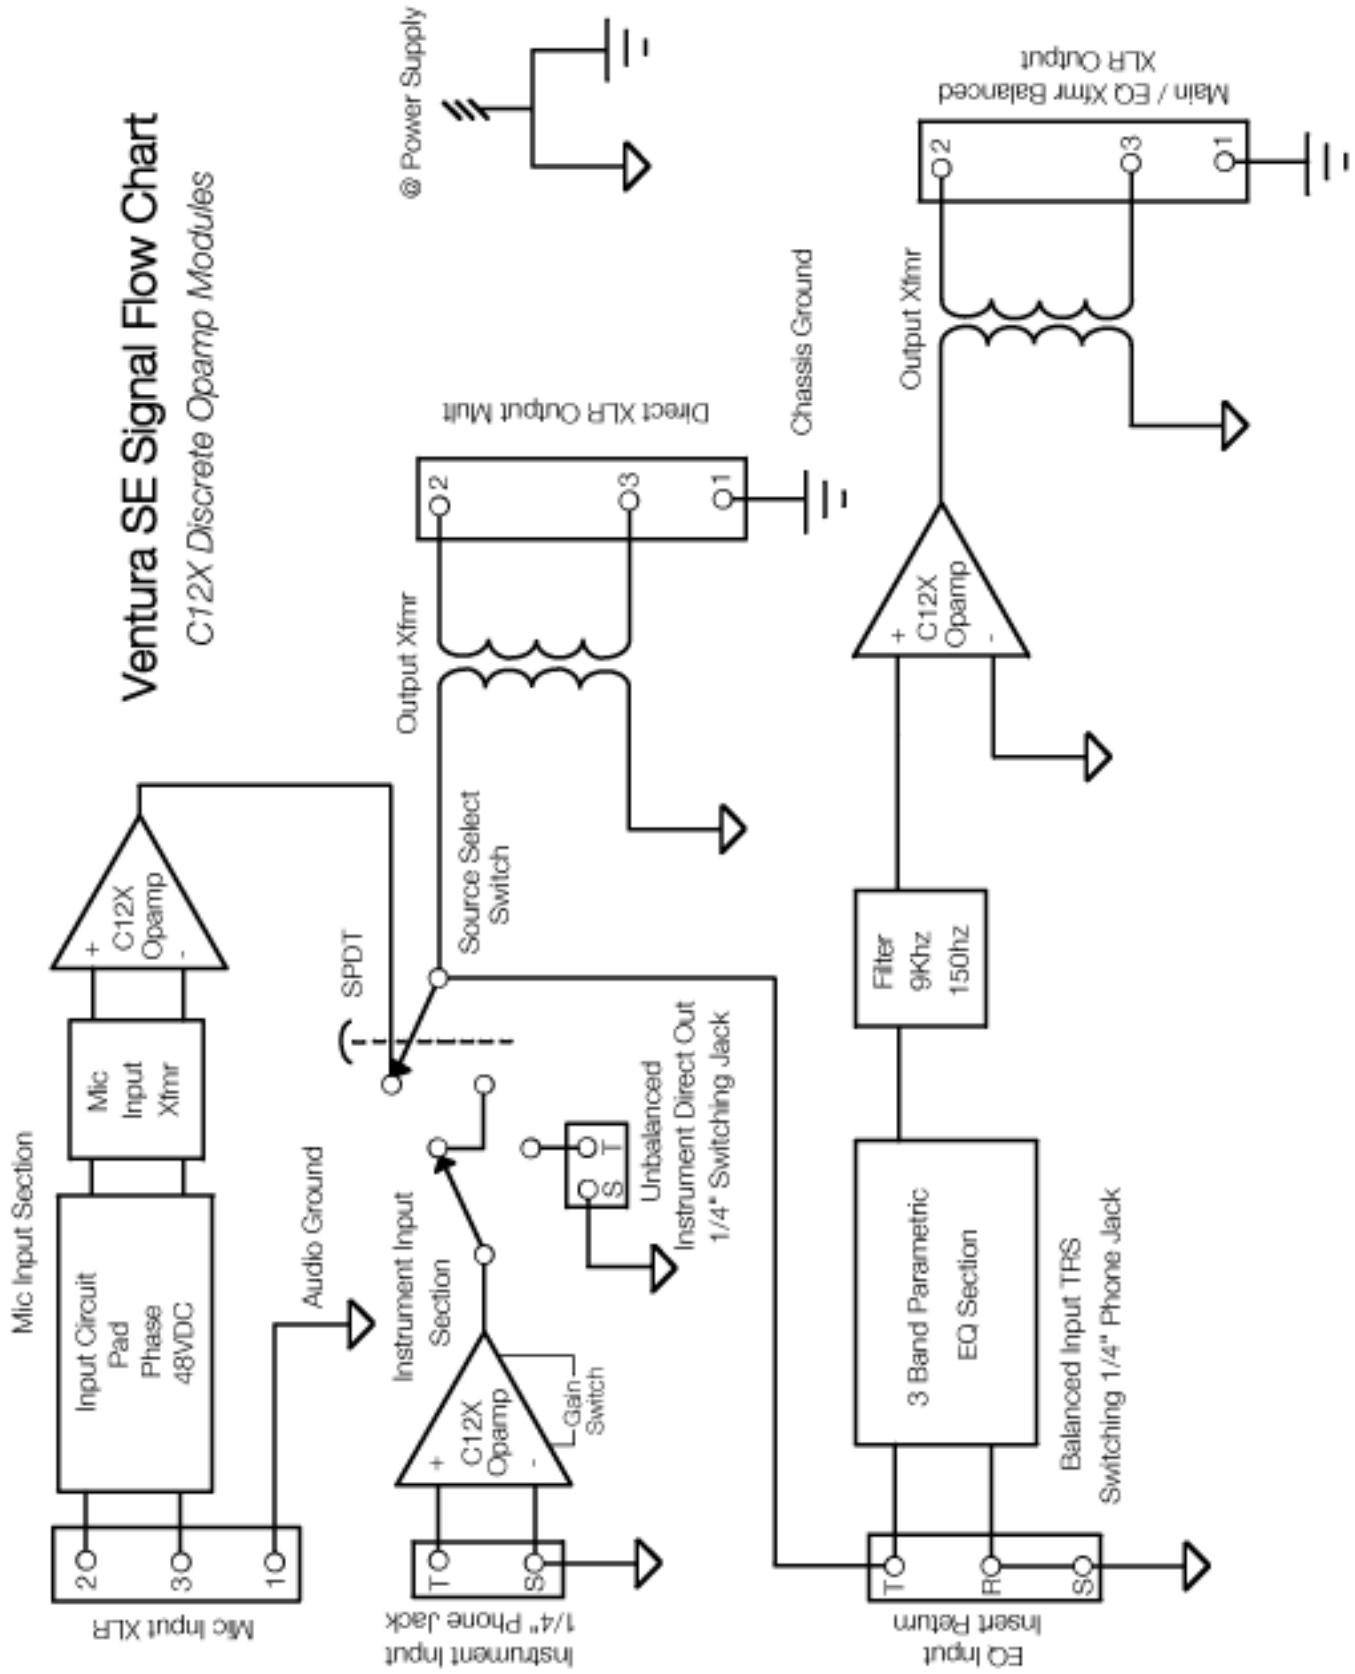 Ventura SE Signal Flow Chart
C12X Discrete Opamp Modules
Mic Input Section
Mic Input XLR
2
3
1
Input Circuit
Pad
Phase
48VDC
Mic
Input
Xfmr
+
C12X
Opamp
-
Audio Ground
SPDT
@ Power Supply
Instrument Input
1/4" Phone Jack
T
S
+
C12X
Opamp
-
Gain
Switch
Instrument Input
Section
S
T
Unbalanced
Instrument Direct Out
1/4" Switching Jack
Source Select
Switch
Output Xfmr
2
3
1
Direct XLR Output Mult
Chassis Ground
EQ Input
Insert Return
T
R
S
Balanced Input TRS
Switching 1/4" Phone Jack
3 Band Parametric
EQ Section
Filter
9Khz
150hz
+
C12X
Opamp
-
Output Xfmr
2
3
1
Main / EQ Xfmr Balanced
XLR Output